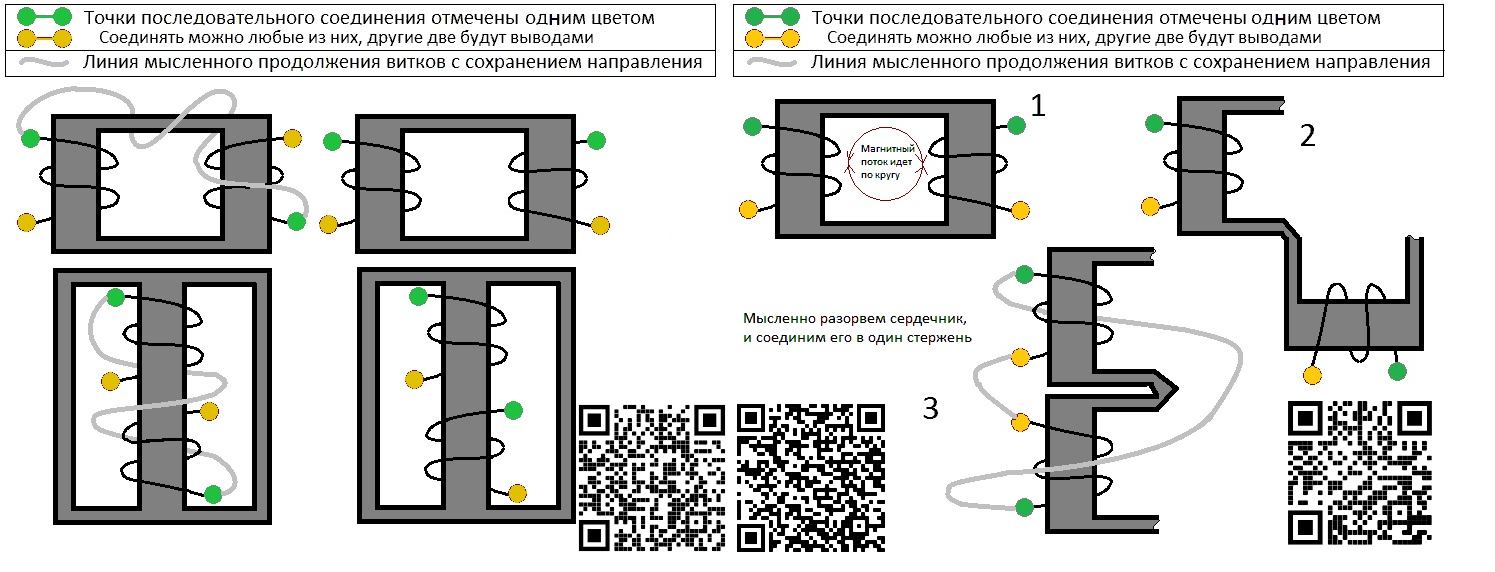 Точки последовательного соединения отмечены одним цветом
Соединять можно любые из них, другие две будут выводами
Линия мысленного продолжения витков с сохранением направления
Точки последовательного соединения отмечены одним цветом
Соединять можно любые из них, другие две будут выводами
Линия мысленного продолжения витков с сохранением направления
1
2
Магнитный
поток идет
по кругу
Мысленно разорвем сердечник,
и соединим его в один стержень
3